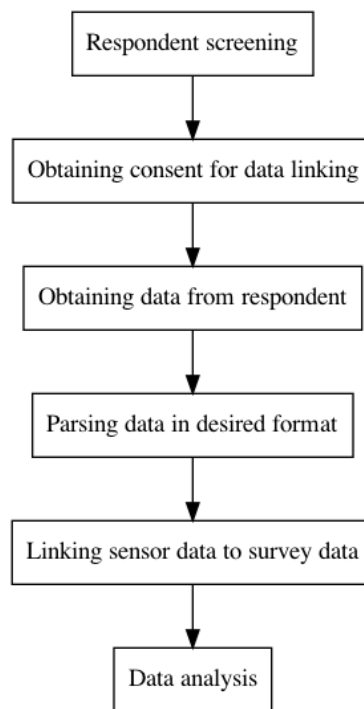 Respondent screening
Obtaining consent for data linking
Obtaining data from respondent
Parsing data in desired format
Linking sensor data to survey data
Data analysis